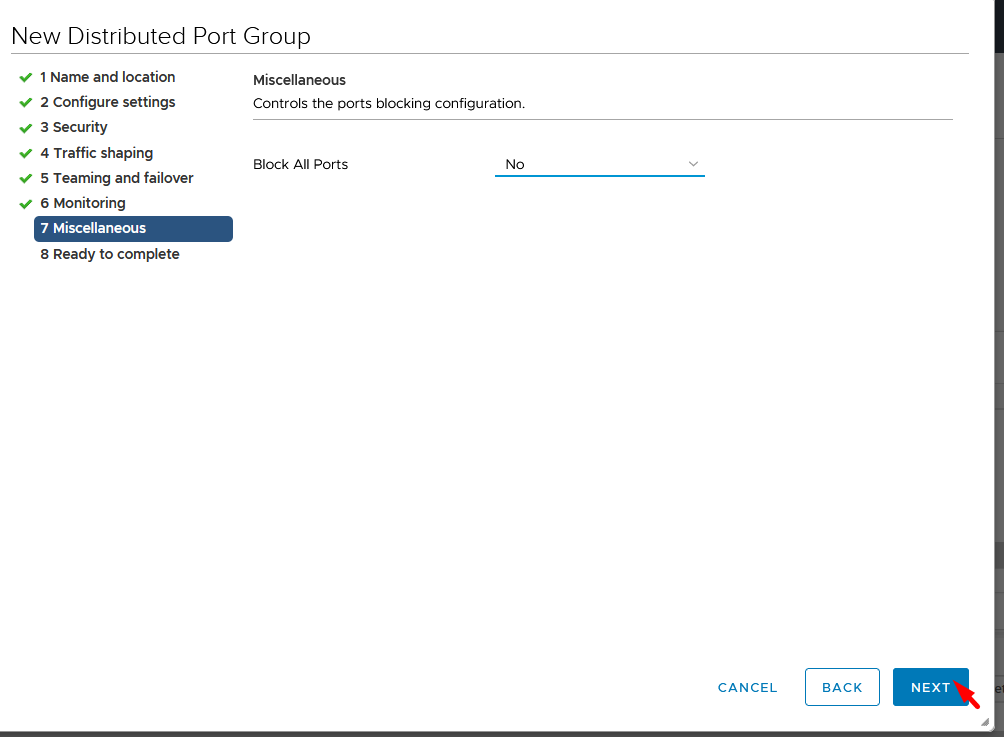 New Distributed Port Group
1 Name and location
2 Configure settings
3 Security
4 Traffic shaping
5 Teaming and failover
6 Monitoring
7 Miscellaneous
8 Ready to complete
Miscellaneous
Controls the ports blocking configuration.
Block All Ports No
CANCEL BACK NEXT